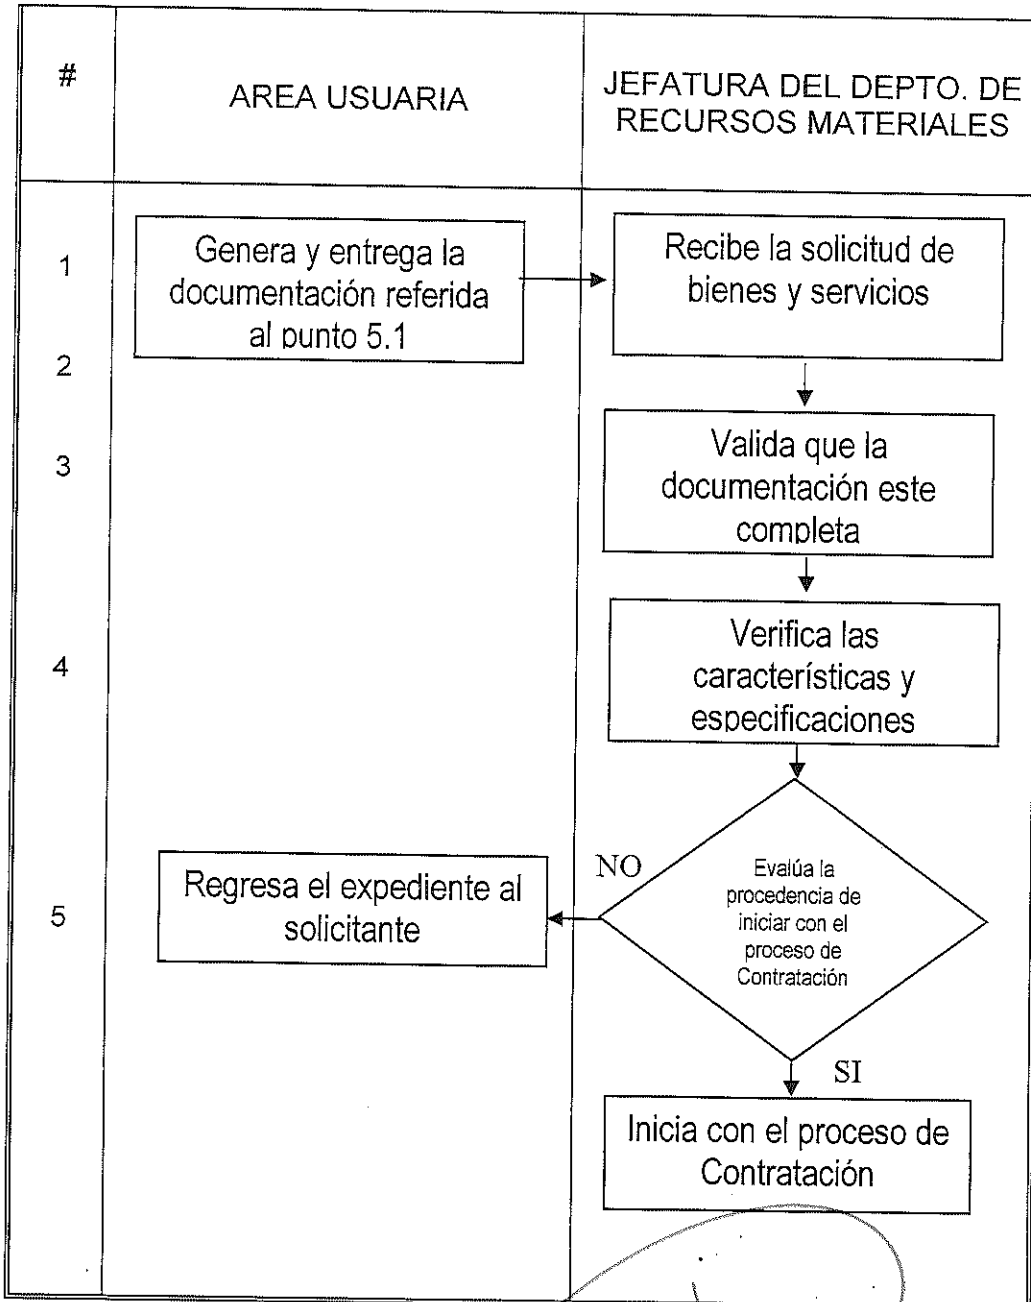 #
AREA USUARIA
JEFATURA DEL DEPTO. DE
RECURSOS MATERIALES
1
Genera y entrega la
documentación referida
al punto 5.1
Recibe la solicitud de
bienes y servicios
2
3
Valida que la
documentación este
completa
4
Verifica las
características y
especificaciones
5
Regresa el expediente al
solicitante
NO
Evalúa la
procedencia de
iniciar con el
proceso de
Contratación
SI
Inicia con el proceso de
Contratación